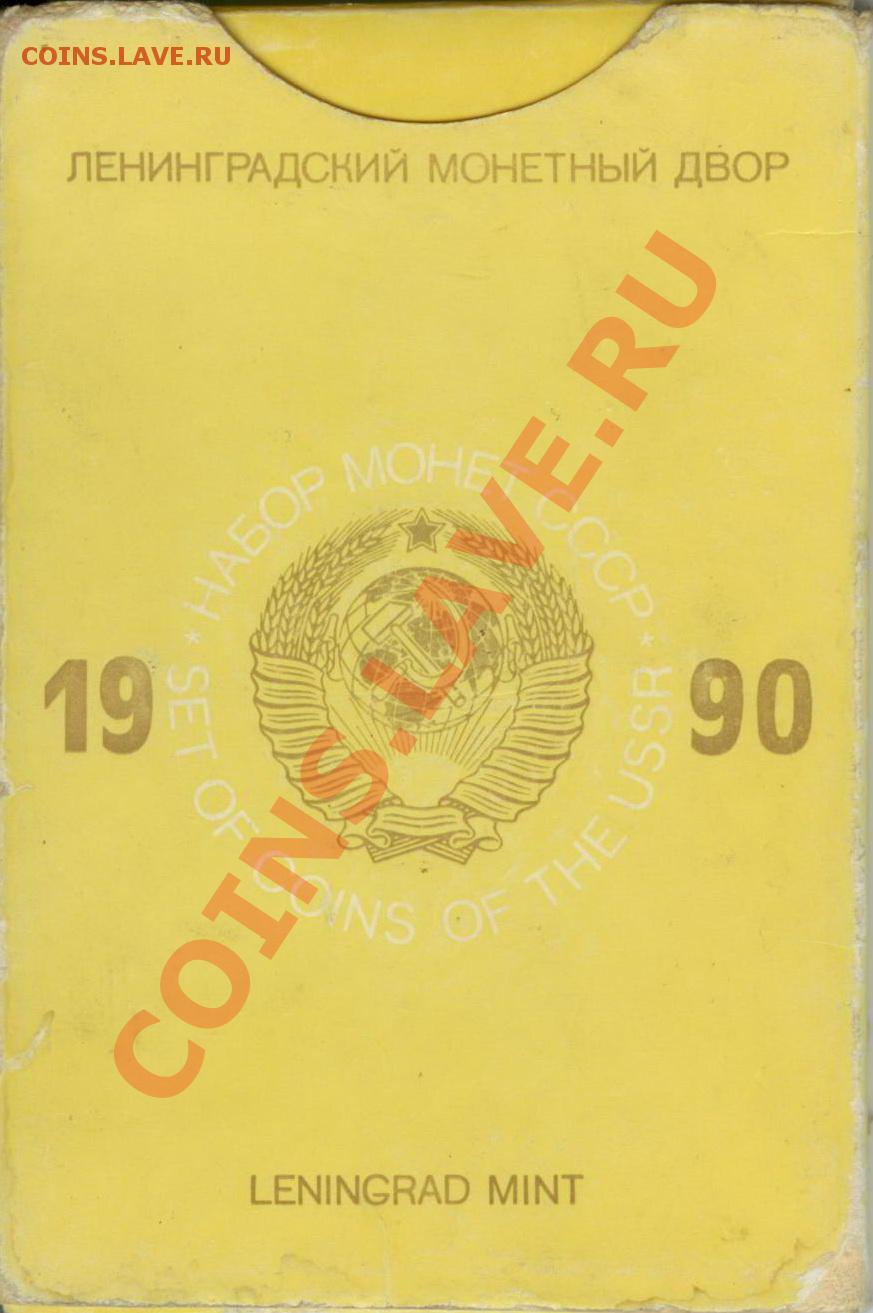 COINS.LAVE.RU
ЛЕНИНГРАДСКИЙ МОНЕТНЫЙ ДВОР
* НАБОР МОНЕТ СССР *
19 90
SET OF COINS OF THE USSR
COINS.LAVE.RU
LENINGRAD MINT